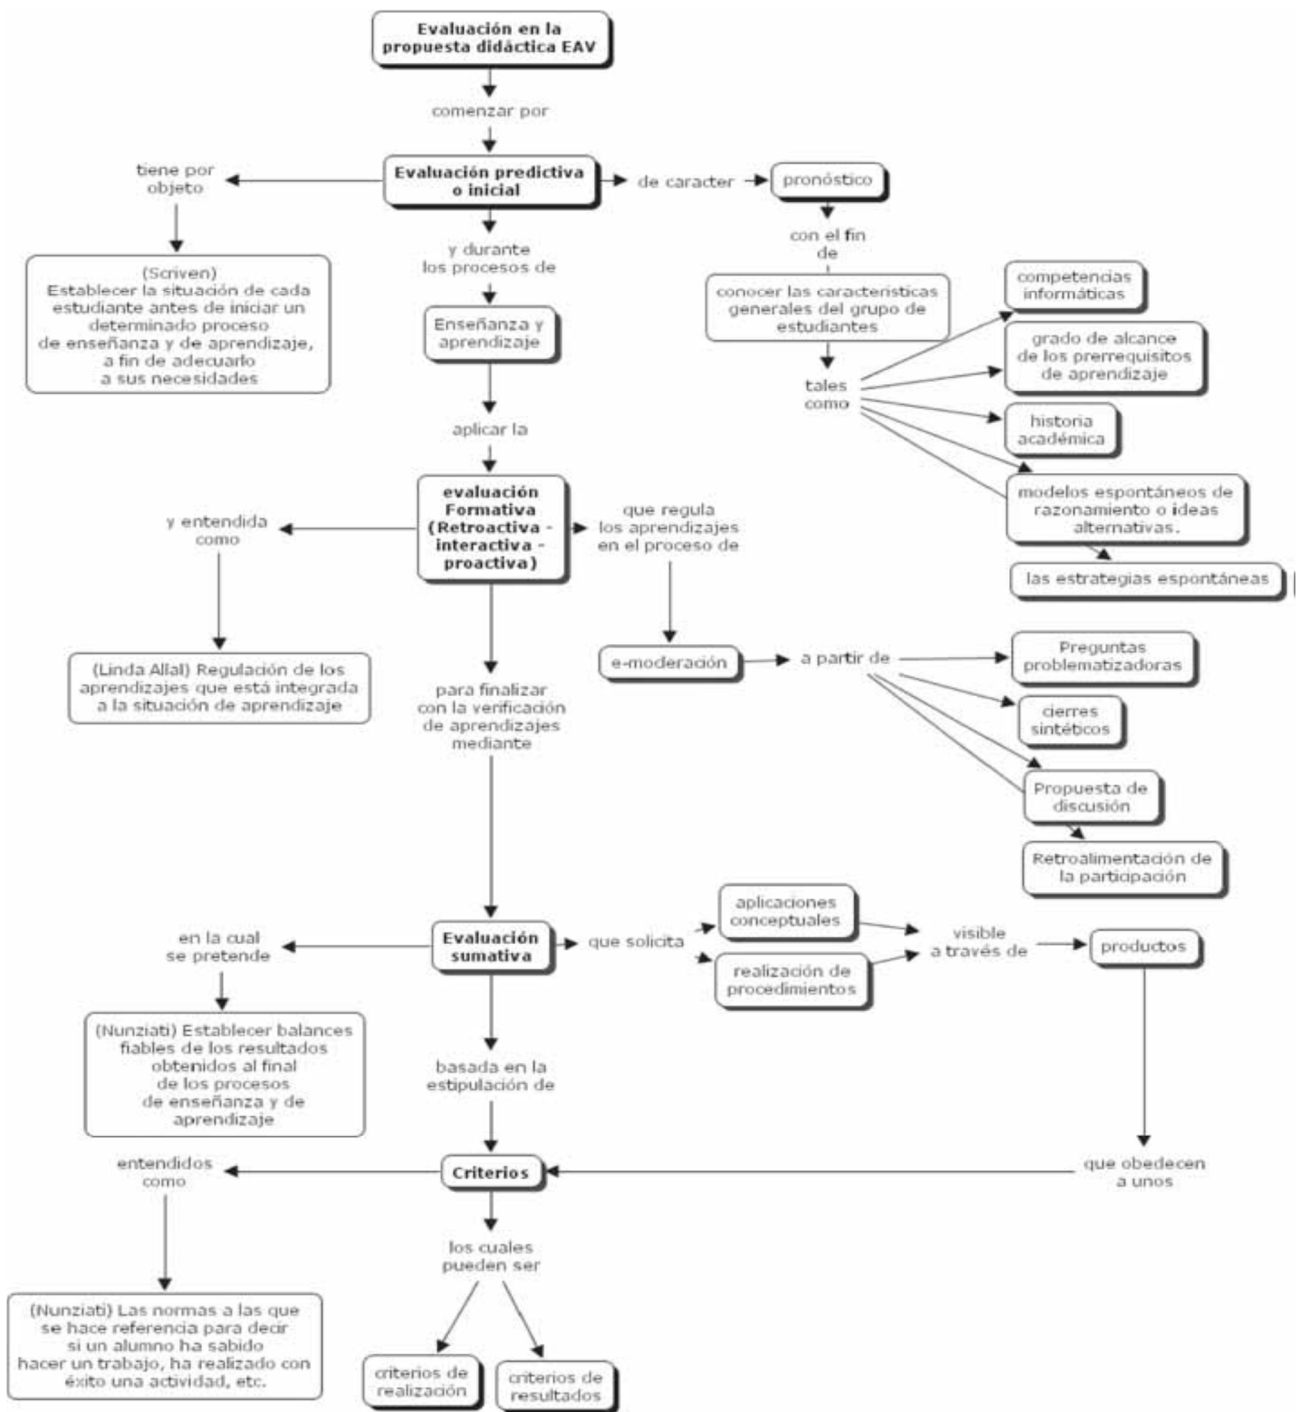 Evaluación en la
propuesta didáctica EAV
comenzar por
tiene por
objeto
Evaluación predictiva
o inicial
de caracter
pronóstico
(Scriven)
Establecer la situación de cada
estudiante antes de iniciar un
determinado proceso
de enseñanza y de aprendizaje,
a fin de adecuarlo
a sus necesidades
y durante
los procesos de
Enseñanza y
aprendizaje
con el fin
de
conocer las características
generales del grupo de
estudiantes
tales
como
competencias
informáticas
grado de alcance
de los prerrequisitos
de aprendizaje
historia
académica
modelos espontáneos de
razonamiento o ideas
alternativas.
las estrategias espontáneas
aplicar la
y entendida
como
evaluación
Formativa
(Retroactiva -
interactiva -
proactiva)
que regula
los aprendizajes
en el proceso de
(Linda Allal) Regulación de los
aprendizajes que está integrada
a la situación de aprendizaje
e-moderación
a partir de
Preguntas
problematizadoras
cierres
sintéticos
Propuesta de
discusión
Retroalimentación de
la participación
para finalizar
con la verificación
de aprendizajes
mediante
en la cual
se pretende
Evaluación
sumativa
que solicita
aplicaciones
conceptuales
realización de
procedimientos
visible
a través de
productos
(Nunziati) Establecer balances
fiables de los resultados
obtenidos al final
de los procesos
de enseñanza y de
aprendizaje
basada en la
estipulación de
entendidos
como
Criterios
que obedecen
a unos
los cuales
pueden ser
(Nunziati) Las normas a las que
se hace referencia para decir
si un alumno ha sabido
hacer un trabajo, ha realizado con
éxito una actividad, etc.
criterios de
realización
criterios de
resultados